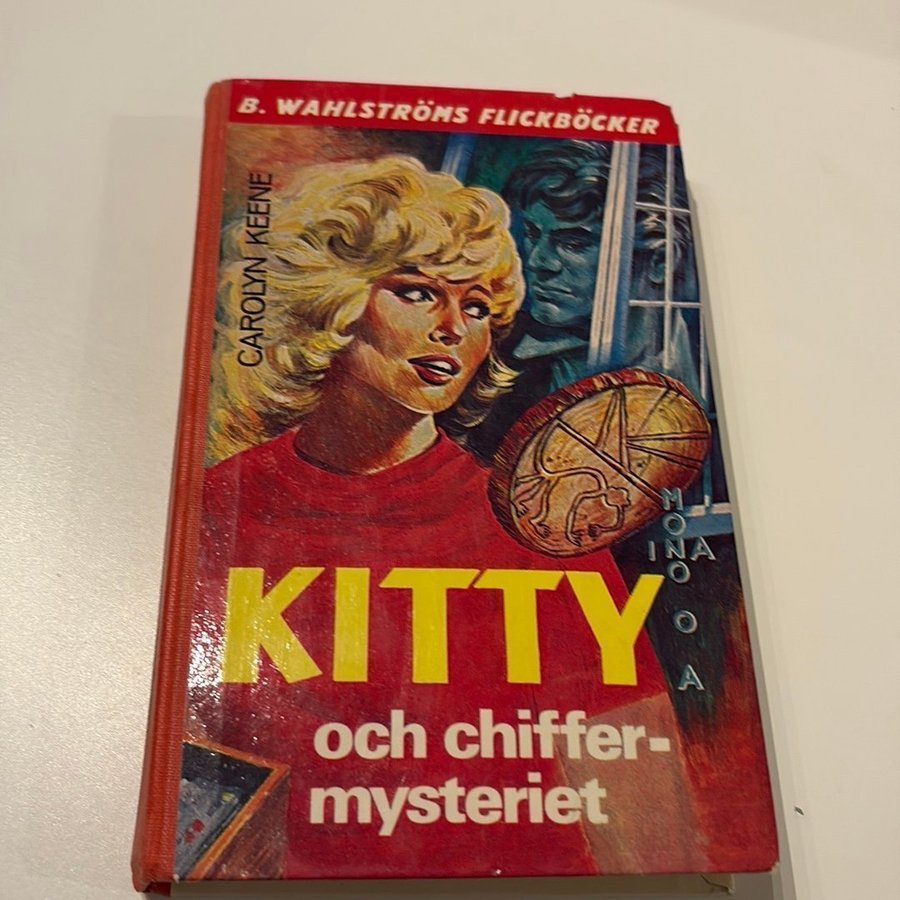 B. WAHLSTRÖMS FLICKBÖCKER
CAROLYN KEENE
M
O
I N A
O
O
A
KITTY
och chiffer-
mysteriet